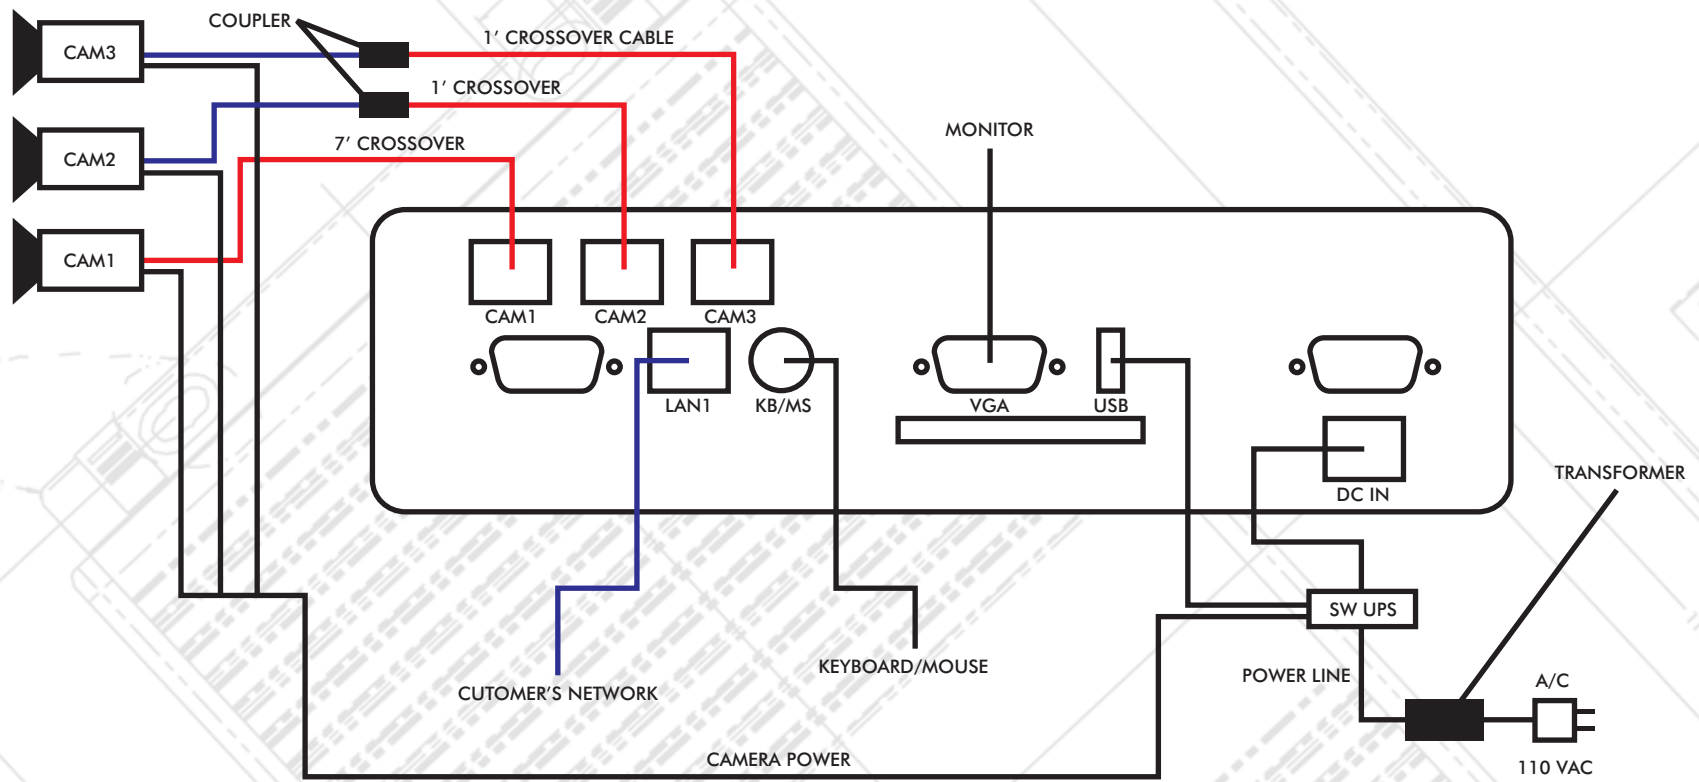 COUPLER
1’ CROSSOVER CABLE
CAM3
1’ CROSSOVER
7’ CROSSOVER
MONITOR
CAM2
CAM1
CAM1
CAM2
CAM3
LAN1
KB/MS
VGA
USB
DC IN
TRANSFORMER
SW UPS
KEYBOARD/MOUSE
POWER LINE
A/C
CUTOMER’S NETWORK
CAMERA POWER
110 VAC